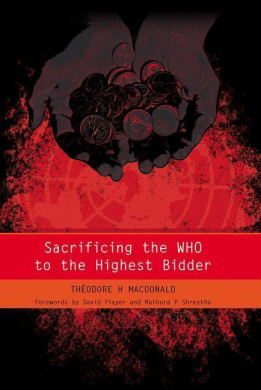 Sacrificing the WHO
to the Highest Bidder
THÉODORE H MACDONALD
Forewords by David Player and Mathura P Shrestha